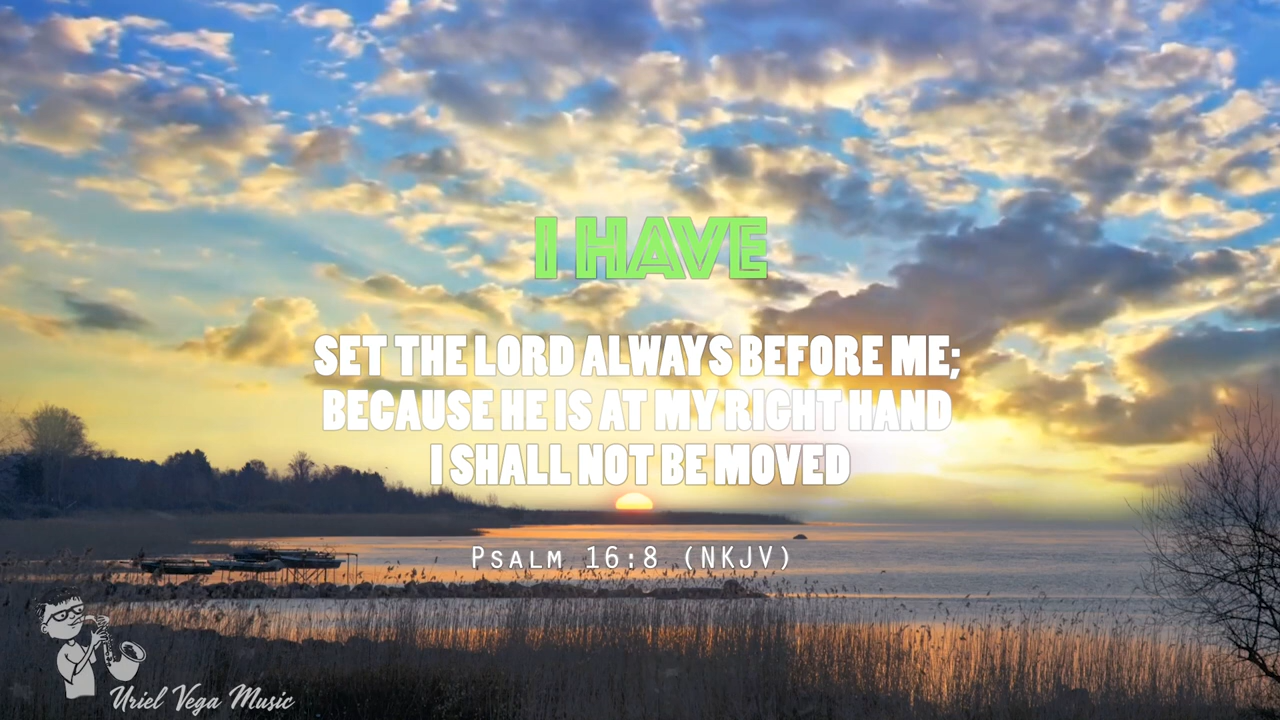 I HAVE
SET THE LORD ALWAYS BEFORE ME;
BECAUSE HE IS AT MY RIGHT HAND
I SHALL NOT BE MOVED
Psalm 16:8 (NKJV)
Uriel Vega Music